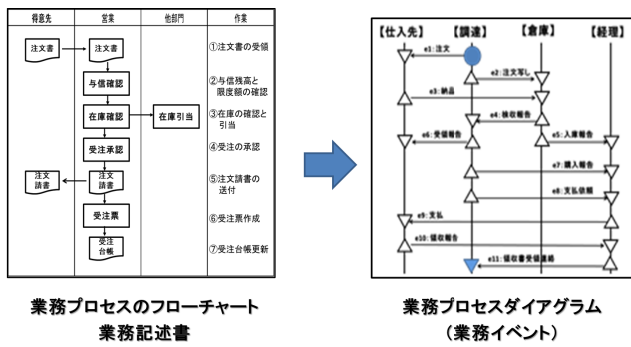 得意先 営業 他部門 作業
注文書 注文書 ①注文書の受領
与信確認 ②与信残高と
限度額の確認
在庫確認 在庫引当 ③在庫の確認と
引当
受注承認 ④受注の承認
注文
請書 注文
請書 ⑤注文請書の
送付
受注票 ⑥受注票作成
受注
台帳 ⑦受注台帳更新
業務プロセスのフローチャート
業務記述書
【仕入先】 【調達】 【倉庫】 【経理】
e1:注文
e2:注文写し
e3:納品
e4:検収報告
e6:受領報告 e5:入庫報告
e7:購入報告
e8:支払依頼
e9:支払
e10:領収報告
e11:領収書受領連絡
業務プロセスダイアグラム
（業務イベント）